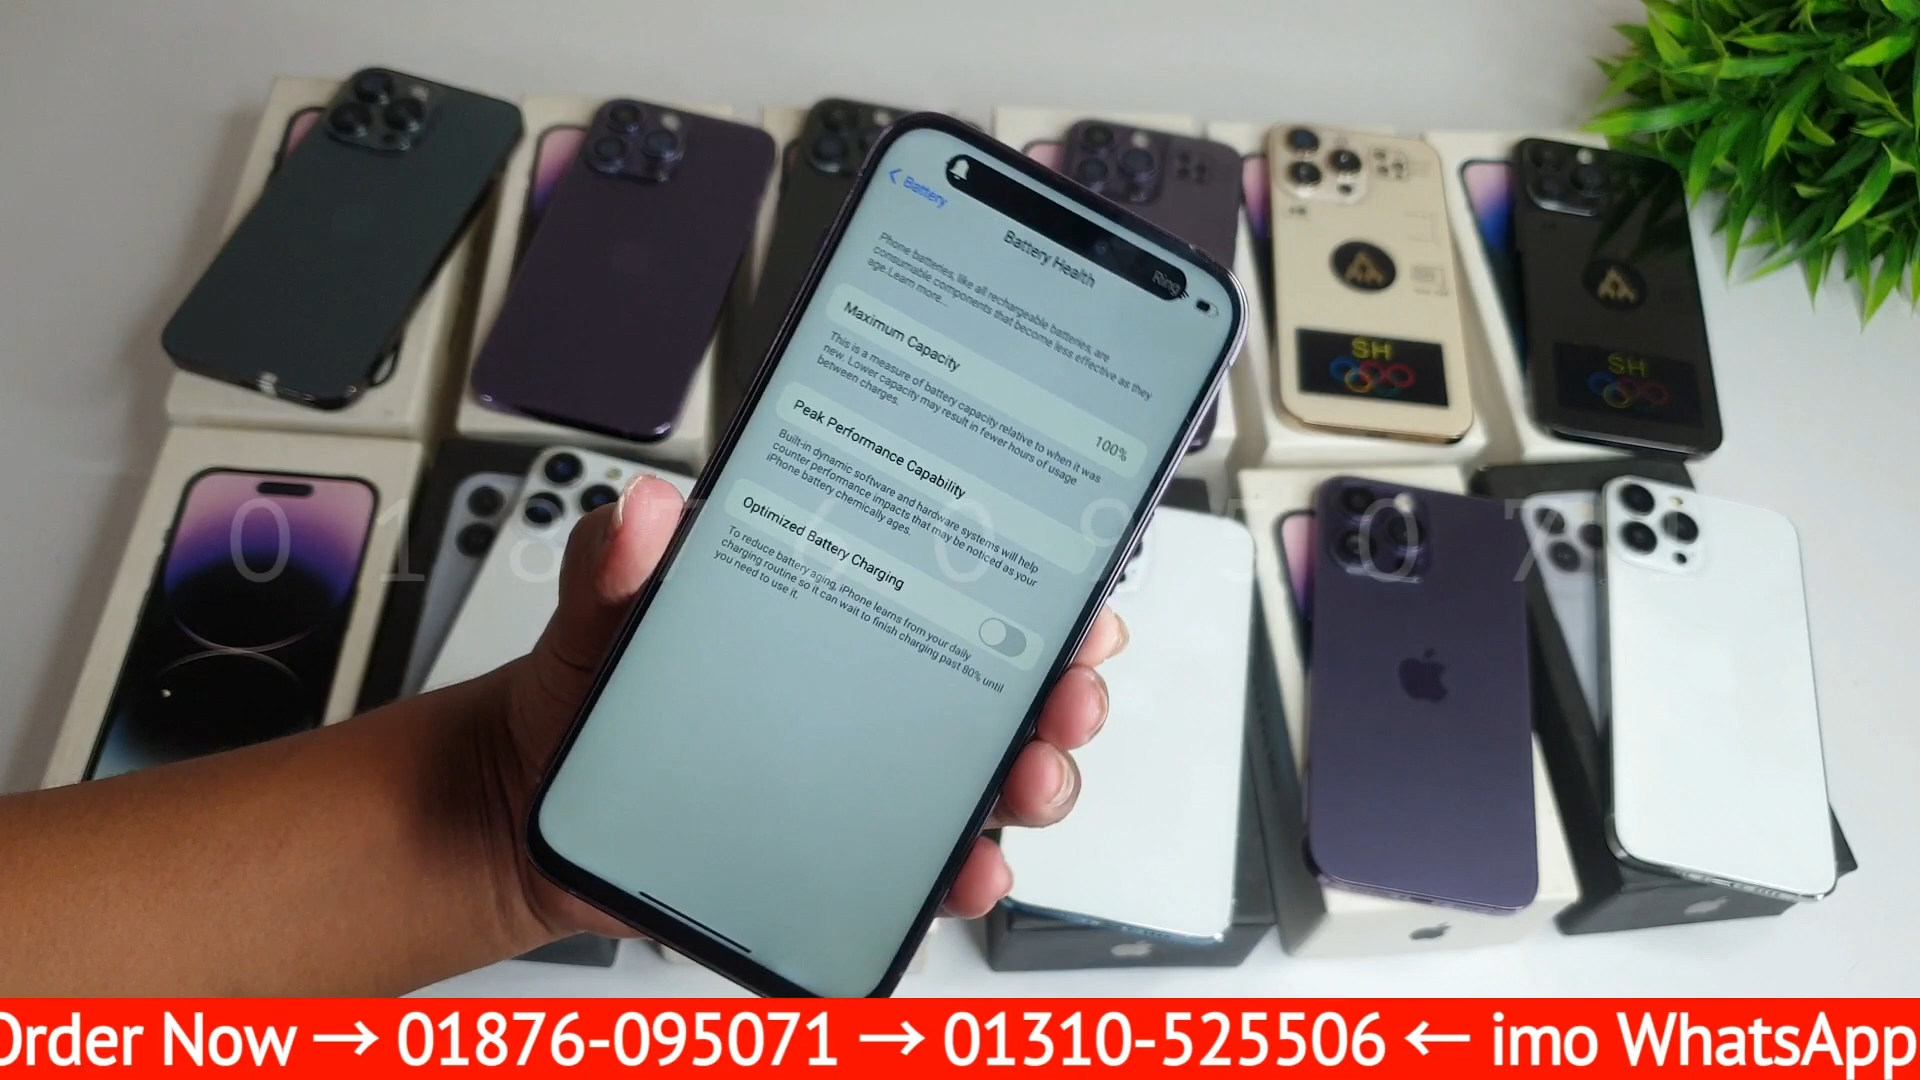 Battery
Ring
Battery Health
Phone batteries, like all rechargeable batteries, are
consumable components that become less effective as they
age.Learn more...
Maximum Capacity
100%
This is a measure of battery capacity relative to when it was
new. Lower capacity may result in fewer hours of usage
between charges.
Peak Performance Capability
Built-in dynamic software and hardware systems will help
counter performance impacts that may be noticed as your
iPhone battery chemically ages.
Optimized Battery Charging
To reduce battery aging, iPhone learns from your daily
charging routine so it can wait to finish charging past 80% until
you need to use it.
SH
SH
Order Now → 01876-095071 → 01310-525506 ← imo WhatsApp